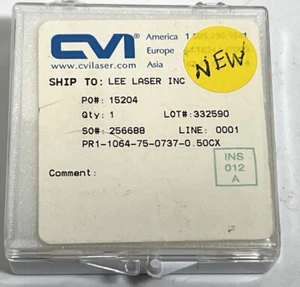 CVI
www.cvilaser.com
America
Europe
Asia
NEW
SHIP TO: LEE LASER INC
PO#: 15204
Qty: 1 LOT#: 332590
SO#: 256688 LINE: 0001
PR1-1064-75-0737-0.50CX
Comment:
INS
012
A